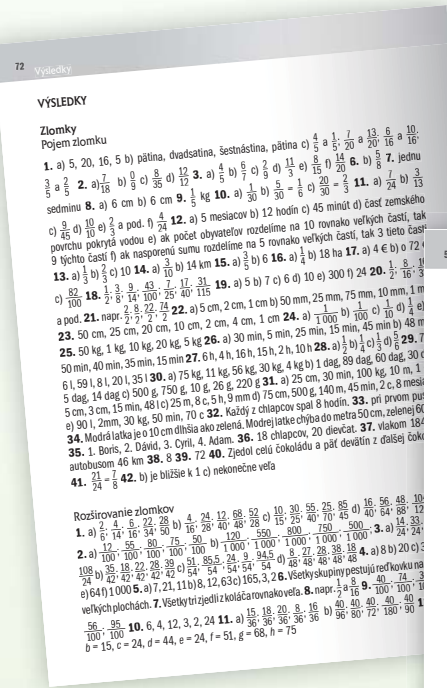 72 Výsledky
VÝSLEDKY
Zlomky
Pojem zlomku
1. a) 5, 20, 16, 5 b) pätina, dvadsatina, šestnástina, pätina c) 4/5 a 1/5; 7/20 a 13/20; 6/16 a 10/16;
3/5 a 2/5 2. a) 7/18 b) 0/9 c) 8/35 d) 12/12 3. a) 4/5 b) 6/7 c) 2/9 d) 11/3 e) 8/15 f) 14/20 6. b) 5/8 7. jednu
sedminu 8. a) 6 cm b) 6 cm 9. 1/5 kg 10. a) 1/30 b) 5/30 = 1/6 c) 20/30 = 2/3 11. a) 7/24 b) 3/13
c) 9/45 d) 10/10 e) 2/3 a pod. f) 4/24 12. a) 5 mesiacov b) 12 hodín c) 45 minút d) časť zemského
povrchu pokrytá vodou e) ak počet obyvateľov rozdelíme na 10 rovnako veľkých častí, tak
9 týchto častí f) ak nasporenú sumu rozdelíme na 5 rovnako veľkých častí, tak 3 tieto časti
13. a) 1/3 b) 2/3 c) 10 14. a) 3/10 b) 14 km 15. a) 3/5 b) 6 16. a) 1/4 b) 18 ha 17. a) 4 € b) o 72 €
c) 82/100 18. 1/2, 3/8, 9/14, 43/100, 7/25, 17/40, 31/115 19. a) 5 b) 7 c) 6 d) 10 e) 300 f) 24 20. 1/2, 8/16,
a pod. 21. napr. 2/2, 8/2, 22/2, 74/2 22. a) 5 cm, 2 cm, 1 cm b) 50 mm, 25 mm, 75 mm, 10 mm, 1 m
23. 50 cm, 25 cm, 20 cm, 10 cm, 2 cm, 4 cm, 1 cm 24. a) 1/1 000 b) 1/100 c) 1/10 d) 1/4 e)
25. 50 kg, 1 kg, 10 kg, 20 kg, 5 kg 26. a) 30 min, 5 min, 25 min, 15 min, 45 min b) 48 m
50 min, 40 min, 35 min, 15 min 27. 6 h, 4 h, 16 h, 15 h, 2 h, 10 h 28. a) 1/2 b) 1/4 c) 1/3 d) 5/6 29. 7
6 l, 59 l, 8 l, 20 l, 35 l 30. a) 75 kg, 11 kg, 56 kg, 30 kg, 4 kg b) 1 dag, 89 dag, 60 dag, 30 d
5 dag, 14 dag c) 500 g, 750 g, 10 g, 26 g, 220 g 31. a) 25 cm, 30 min, 100 kg, 10 m, 1
5 cm, 3 cm, 15 min, 48 l c) 25 m, 8 c, 5 h, 9 mm d) 75 cm, 500 g, 140 m, 45 min, 2 c, 8 mesia
e) 90 l, 2mm, 30 kg, 50 min, 70 c 32. Každý z chlapcov spal 8 hodín. 33. pri prvom pu
34. Modrá latka je o 10 cm dlhšia ako zelená. Modrej latke chýba do metra 50 cm, zelenej 60
35. 1. Boris, 2. Dávid, 3. Cyril, 4. Adam. 36. 18 chlapcov, 20 dievčat. 37. vlakom 184
autobusom 46 km 38. 8 39. 72 40. Zjedol celú čokoládu a päť devätín z ďalšej čoko
41. 21/24 = 7/8 42. b) je bližšie k 1 c) nekonečne veľa
Rozširovanie zlomkov
1. a) 2/6, 4/14, 6/16, 22/34, 28/50 b) 4/16, 24/28, 12/40, 68/48, 52/28 c) 10/15, 30/25, 55/40, 25/70, 85/45 d) 16/40, 56/64, 48/88,
2. a) 12/100, 55/100, 80/100, 75/100, 50/100 b) 120/1 000, 550/1 000, 800/1 000, 750/1 000, 500/1 000 3. a) 14/24, 33/24,
108/24 b) 35/42, 18/42, 22/42, 28/42, 39/42 c) 51/54, 85,5/54, 24/54, 9/54, 94,5/54 d) 8/48, 27/48, 28/48, 38/48, 18/48 4. a) 8 b) 20 c)
e) 64 f) 1 000 5. a) 7, 21, 11 b) 8, 12, 63 c) 165, 3, 2 6. Všetky skupiny pestujú reďkovku na
veľkých plochách. 7. Všetky tri zjedli z koláča rovnako veľa. 8. napr. 1/2 a 8/16 9. 40/100, 74/100,
56/100, 95/100 10. 6, 4, 12, 3, 2, 24 11. a) 15/36, 18/36, 20/36, 8/36, 16/36 b) 40/96, 40/80, 40/72, 40/180, 40/90
b = 15, c = 24, d = 44, e = 24, f = 51, g = 68, h = 75